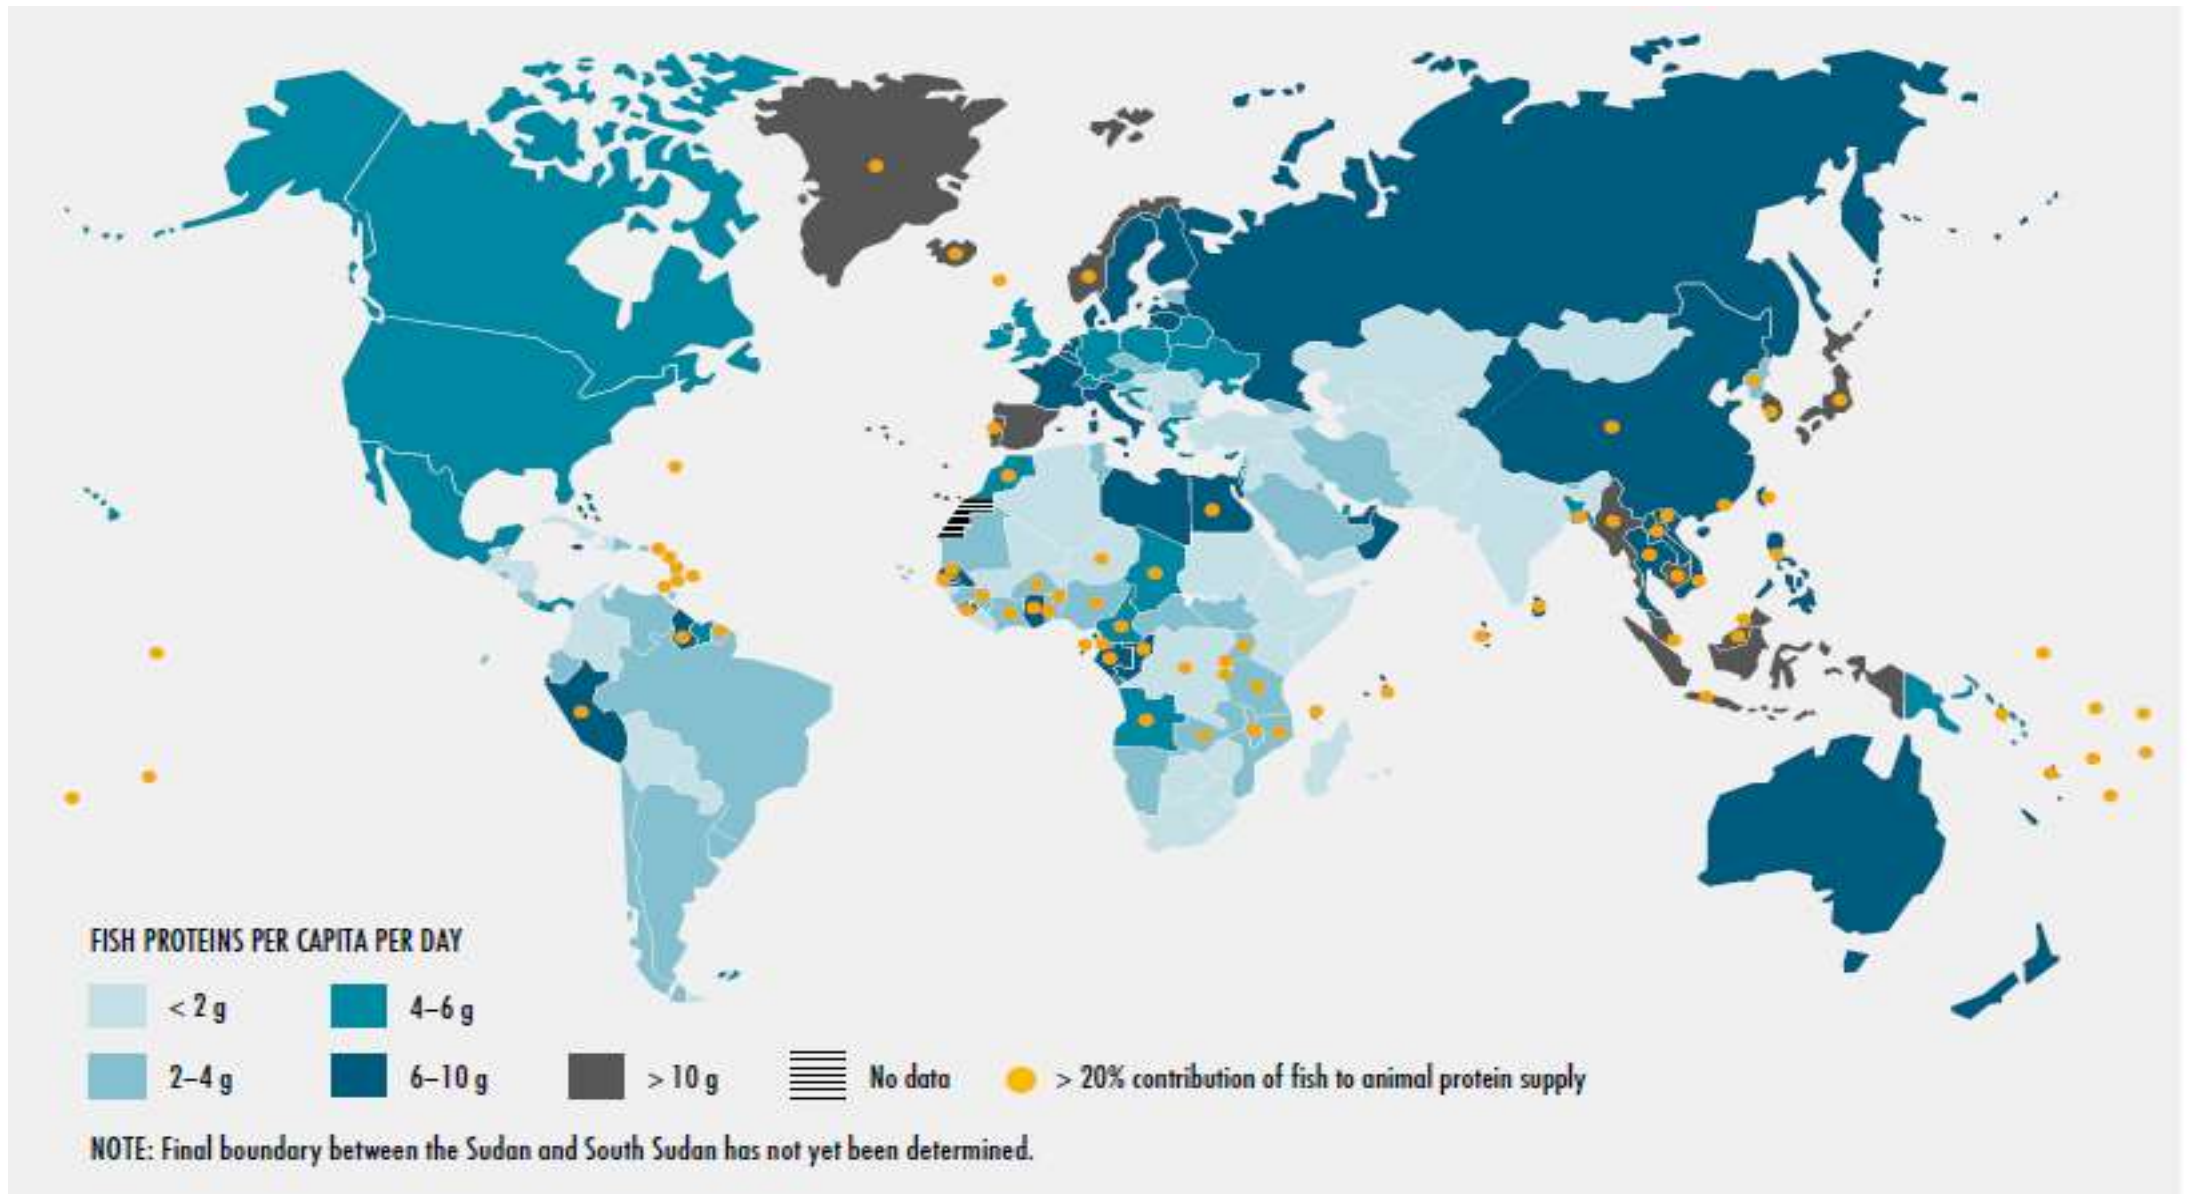 FISH PROTEINS PER CAPITA PER DAY
< 2 g
4–6 g
2–4 g
6–10 g
> 10 g
No data
> 20% contribution of fish to animal protein supply
NOTE: Final boundary between the Sudan and South Sudan has not yet been determined.